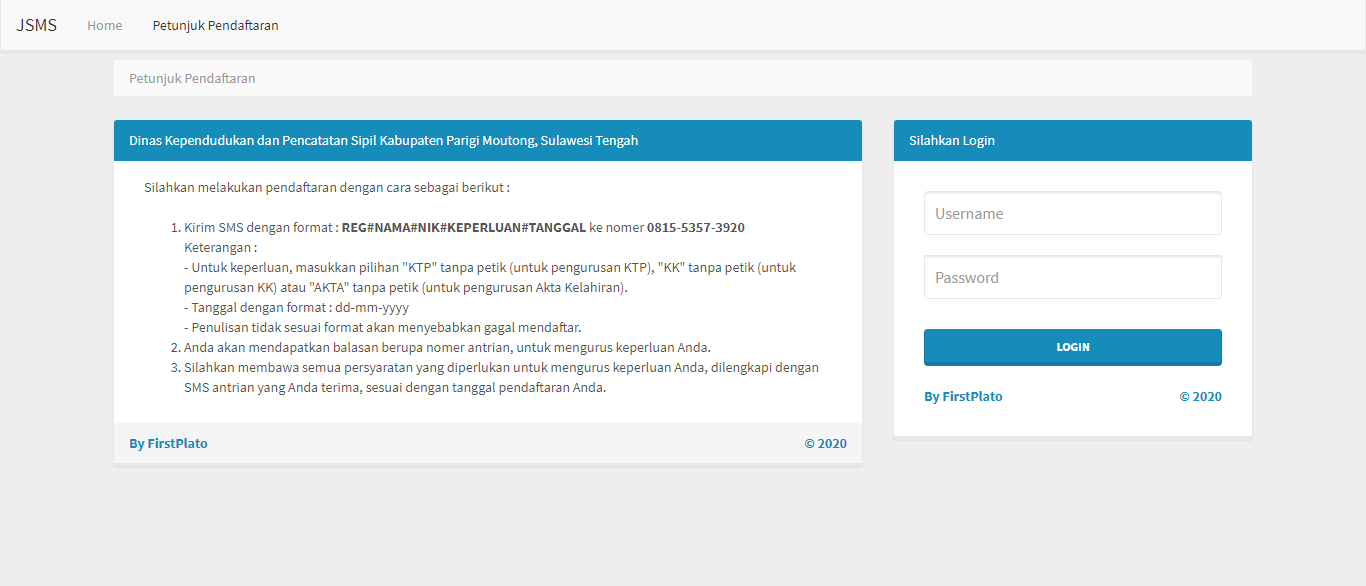 JSMS Home Petunjuk Pendaftaran
Petunjuk Pendaftaran
Dinas Kependudukan dan Pencatatan Sipil Kabupaten Parigi Moutong, Sulawesi Tengah
Silahkan melakukan pendaftaran dengan cara sebagai berikut :
1. Kirim SMS dengan format : REG#NAMA#NIK#KEPERLUAN#TANGGAL ke nomer 0815-5357-3920
Keterangan :
- Untuk keperluan, masukkan pilihan "KTP" tanpa petik (untuk pengurusan KTP), "KK" tanpa petik (untuk
pengurusan KK) atau "AKTA" tanpa petik (untuk pengurusan Akta Kelahiran).
- Tanggal dengan format : dd-mm-yyyy
- Penulisan tidak sesuai format akan menyebabkan gagal mendaftar.
2. Anda akan mendapatkan balasan berupa nomer antrian, untuk mengurus keperluan Anda.
3. Silahkan membawa semua persyaratan yang diperlukan untuk mengurus keperluan Anda, dilengkapi dengan
SMS antrian yang Anda terima, sesuai dengan tanggal pendaftaran Anda.
By FirstPlato © 2020
Silahkan Login
Username
Password
LOGIN
By FirstPlato © 2020